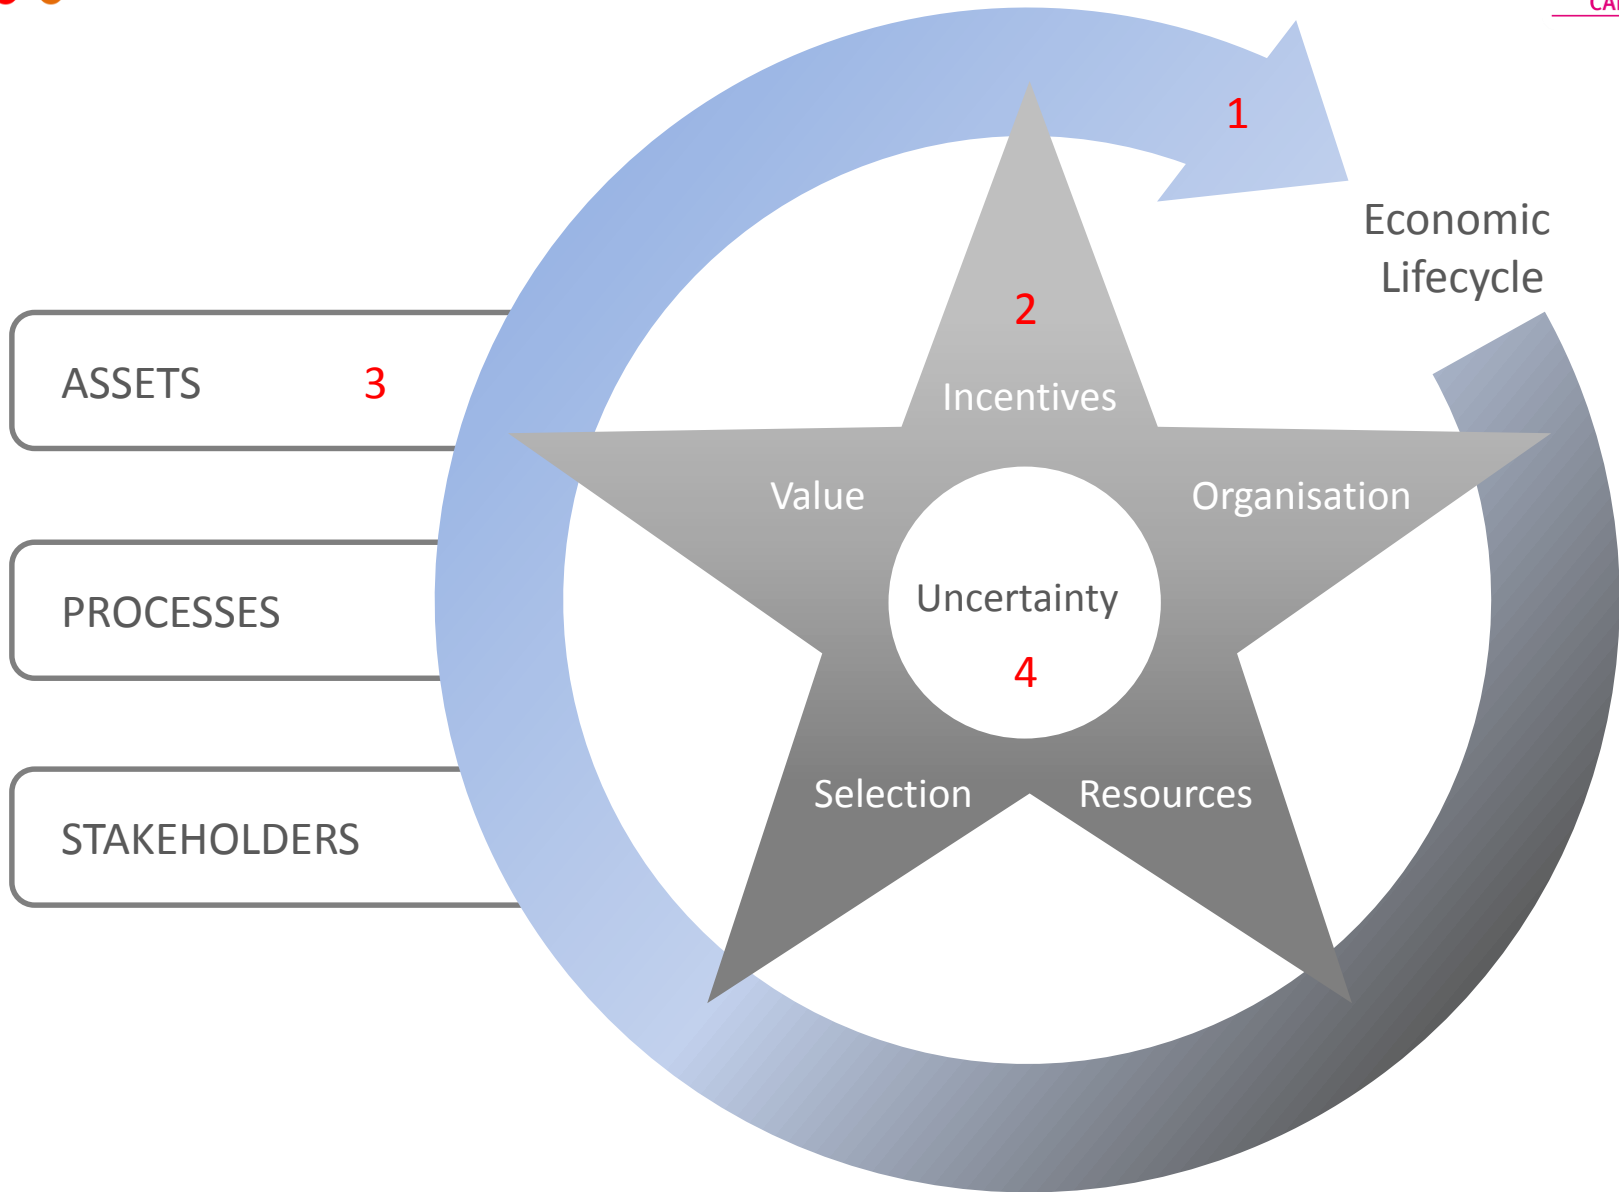 1
Economic
Lifecycle
2
ASSETS 3
Incentives
Value Organisation
Uncertainty
PROCESSES
4
Selection Resources
STAKEHOLDERS